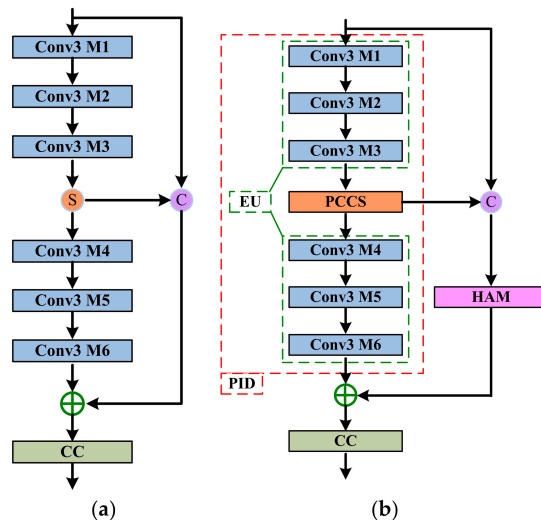 Conv3 M1
Conv3 M2
Conv3 M3
S
C
Conv3 M4
Conv3 M5
Conv3 M6
CC
(a)
Conv3 M1
Conv3 M2
Conv3 M3
EU
PCCS
C
Conv3 M4
Conv3 M5
HAM
Conv3 M6
PID
CC
(b)